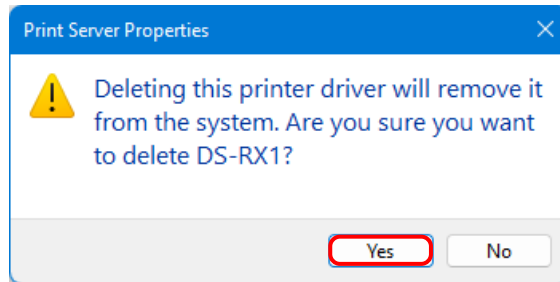 Print Server Properties
Deleting this printer driver will remove it
from the system. Are you sure you want
to delete DS-RX1?
Yes
No